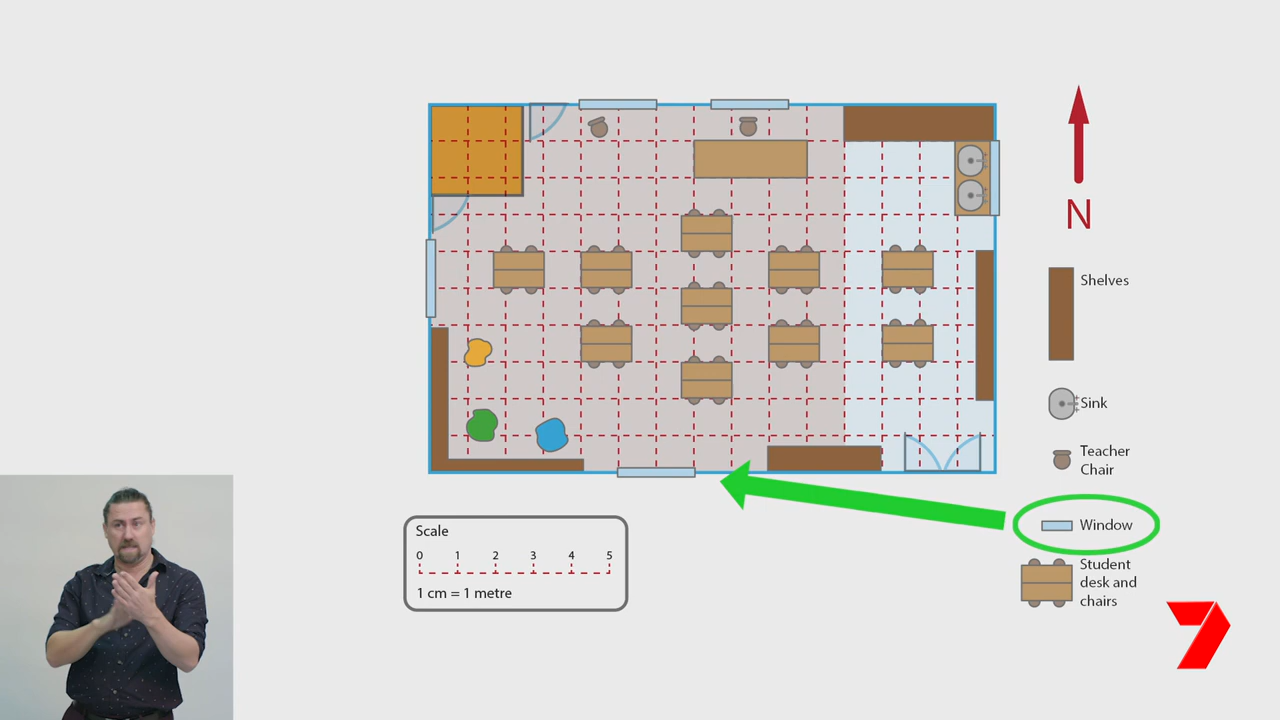 N
Shelves
Sink
Teacher
Chair
Window
Student
desk and
chairs
Scale
0 1 2 3 4 5
1 cm = 1 metre
7